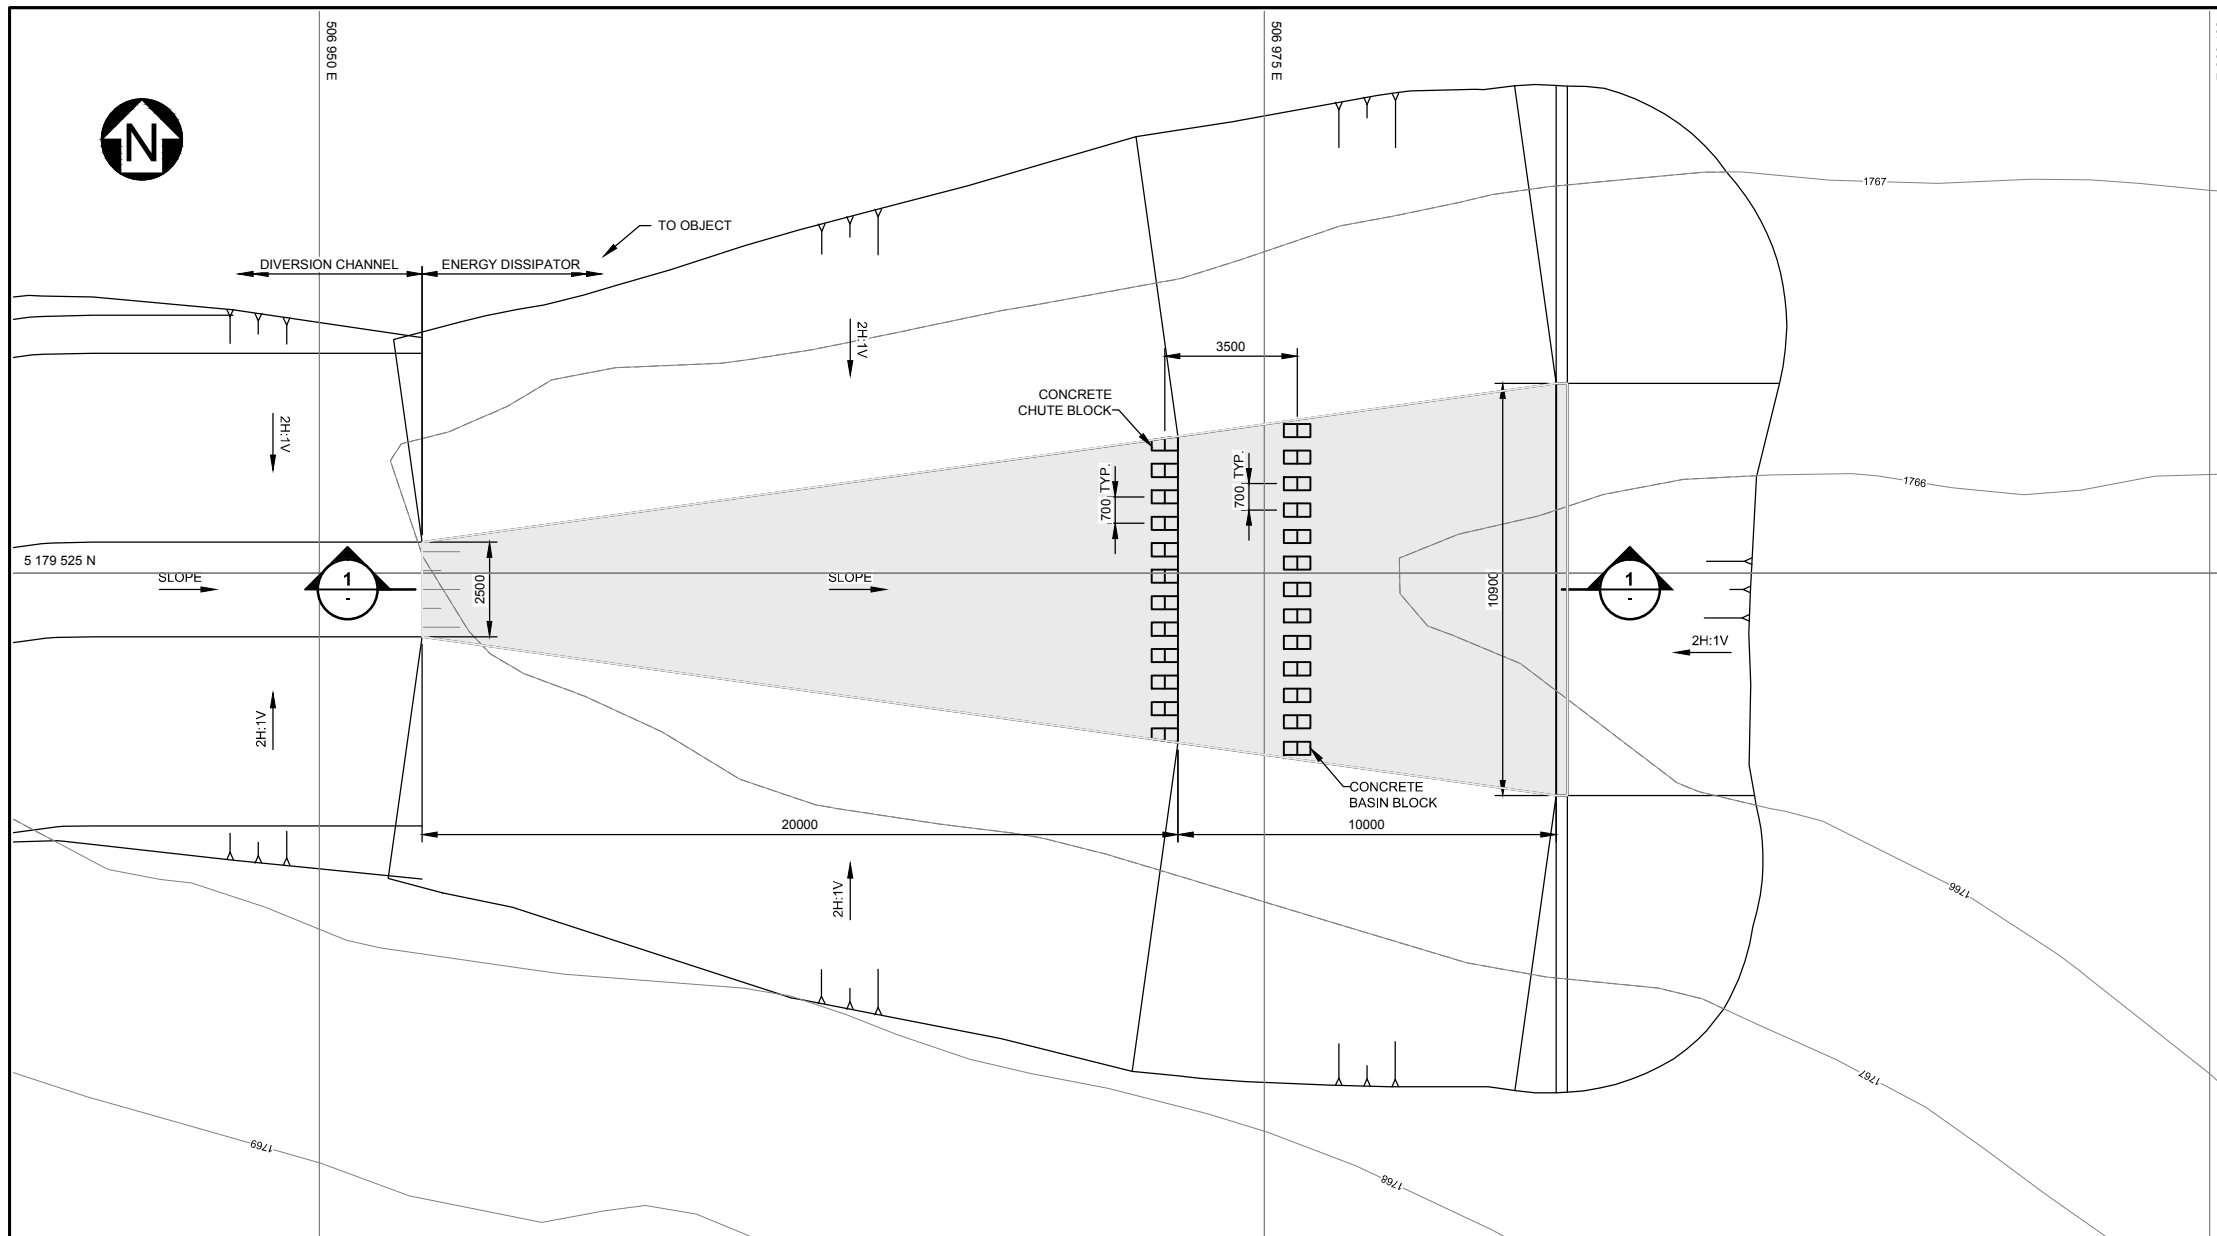 506 950 E
506 975 E
N
1767
TO OBJECT
DIVERSION CHANNEL
ENERGY DISSIPATOR
2H:1V
3500
CONCRETE
CHUTE BLOCK
2H:1V
700 TYP.
700 TYP.
1766
5 179 525 N
SLOPE
1
-
2500
SLOPE
10900
1
-
2H:1V
2H:1V
CONCRETE
BASIN BLOCK
20000
10000
2H:1V
1766
1767
1769
1768